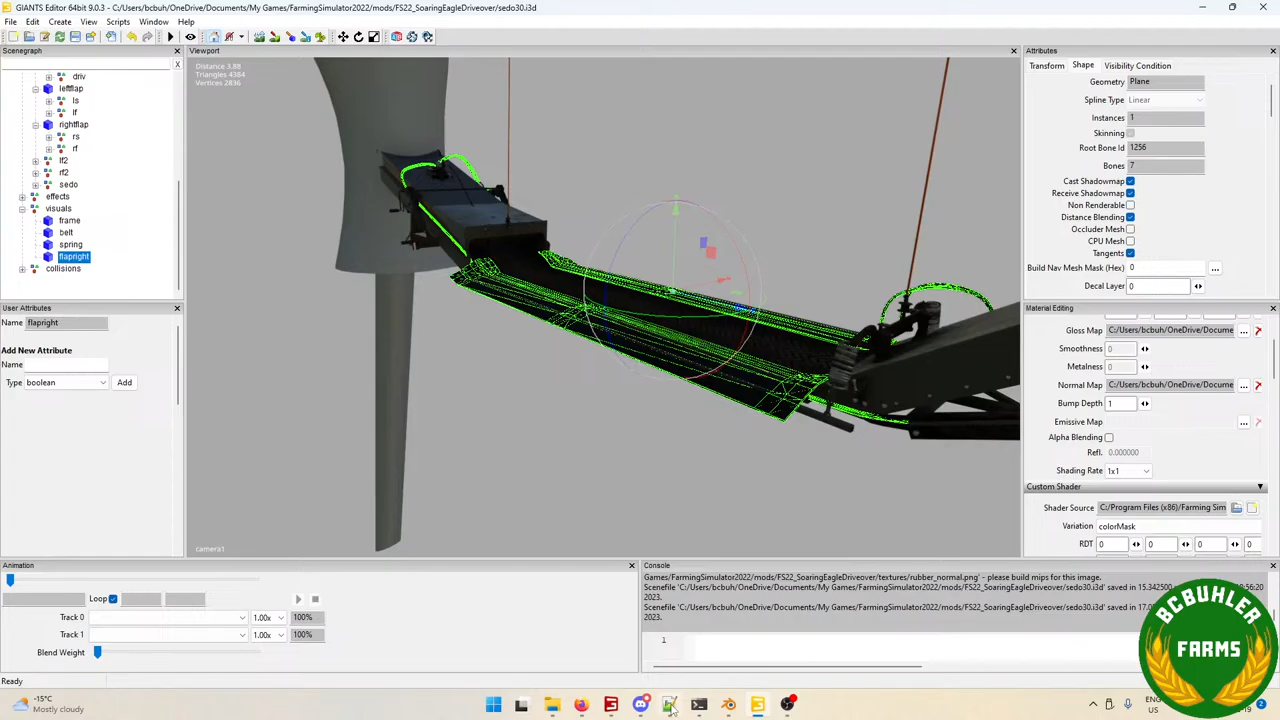 GIANTS Editor 64bit 9.0.3 - C:/Users/bcbuh/OneDrive/Documents/My Games/FarmingSimulator2022/mods/FS22_SoaringEagleDriveover/sedo30.i3d
File Edit Create View Scripts Window Help
Scenegraph
X
driv
leftflap
ls
lf
rightflap
rs
rf
lf2
rf2
sedo
effects
visuals
frame
belt
spring
flapright
collisions
User Attributes
Name flapright
Add New Attribute
Name
Type boolean Add
Viewport
Distance 3.88
Triangles 4384
Vertices 2836
camera1
Attributes
Transform Shape Visibility Condition
Geometry Plane
Spline Type Linear
Instances 1
Skinning
Root Bone Id 1256
Bones 7
Cast Shadowmap
Receive Shadowmap
Non Renderable
Distance Blending
Occluder Mesh
CPU Mesh
Tangents
Build Nav Mesh Mask (Hex) 0 ...
Decal Layer 0
Material Editing
Gloss Map C:/Users/bcbuh/OneDrive/Docume ...
Smoothness 0
Metalness 0
Normal Map C:/Users/bcbuh/OneDrive/Docume ...
Bump Depth 1
Emissive Map ...
Alpha Blending
Refl. 0.000000
Shading Rate 1x1
Custom Shader
Shader Source C:/Program Files (x86)/Farming Sim
Variation colorMask
RDT 0 0 0 0
Animation
Loop
Track 0 1.00x 100%
Track 1 1.00x 100%
Blend Weight
Console
Games/FarmingSimulator2022/mods/FS22_SoaringEagleDriveover/textures/rubber_normal.png' - please build mips for this image.
Scenefile 'C:/Users/bcbuh/OneDrive/Documents/My Games/FarmingSimulator2022/mods/FS22_SoaringEagleDriveover/sedo30.i3d' saved in 15.342500
2023.
Scenefile 'C:/Users/bcbuh/OneDrive/Documents/My Games/FarmingSimulator2022/mods/FS22_SoaringEagleDriveover/sedo30.i3d' saved in 17.0
2023.
1
Ready
-15°C
Mostly cloudy
ENG
US
BCBUHLER
FARMS